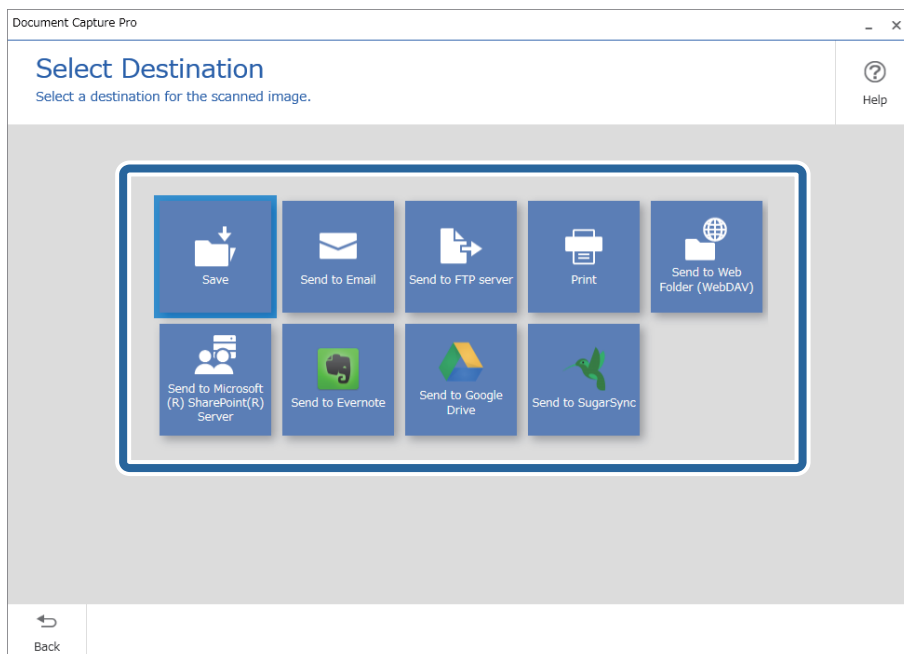 Document Capture Pro
Select Destination
Select a destination for the scanned image.
Help
Save
Send to Email
Send to FTP server
Print
Send to Web
Folder (WebDAV)
Send to Microsoft
(R) SharePoint(R)
Server
Send to Evernote
Send to Google
Drive
Send to SugarSync
Back